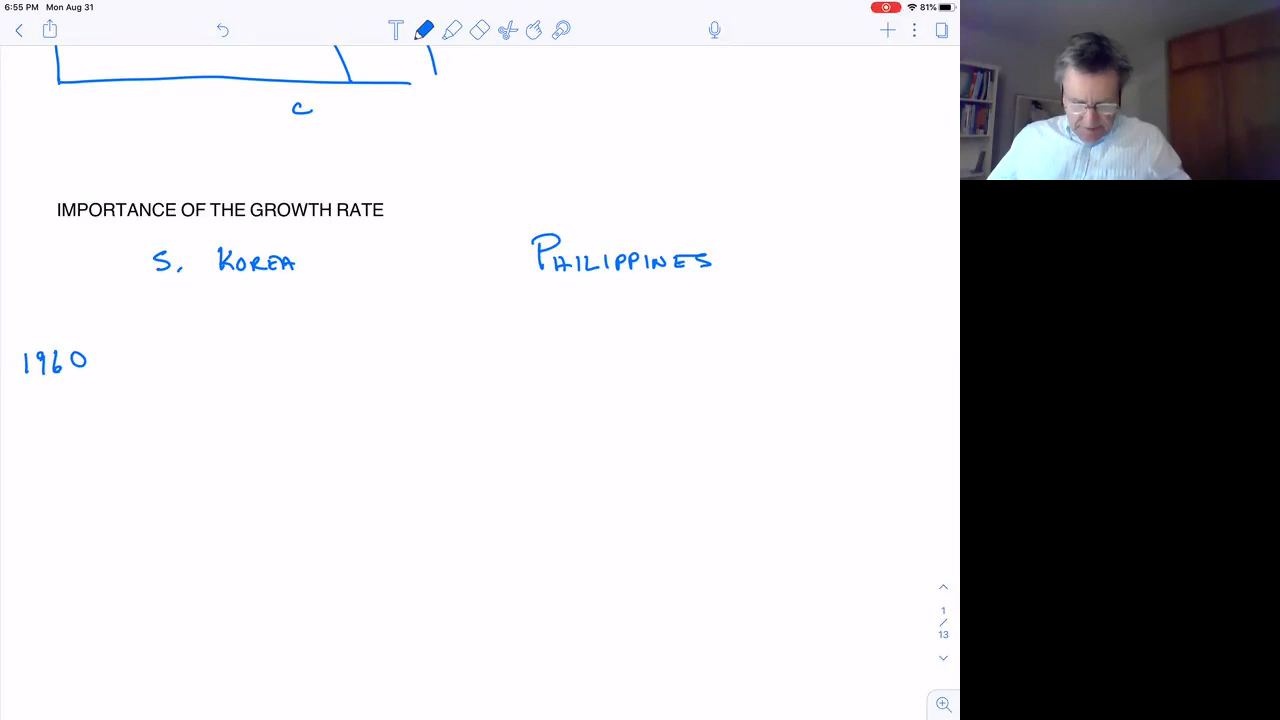 6:55 PM Mon Aug 31
81%
T
c
IMPORTANCE OF THE GROWTH RATE
S. KOREA PHILIPPINES
1960
1
/
13